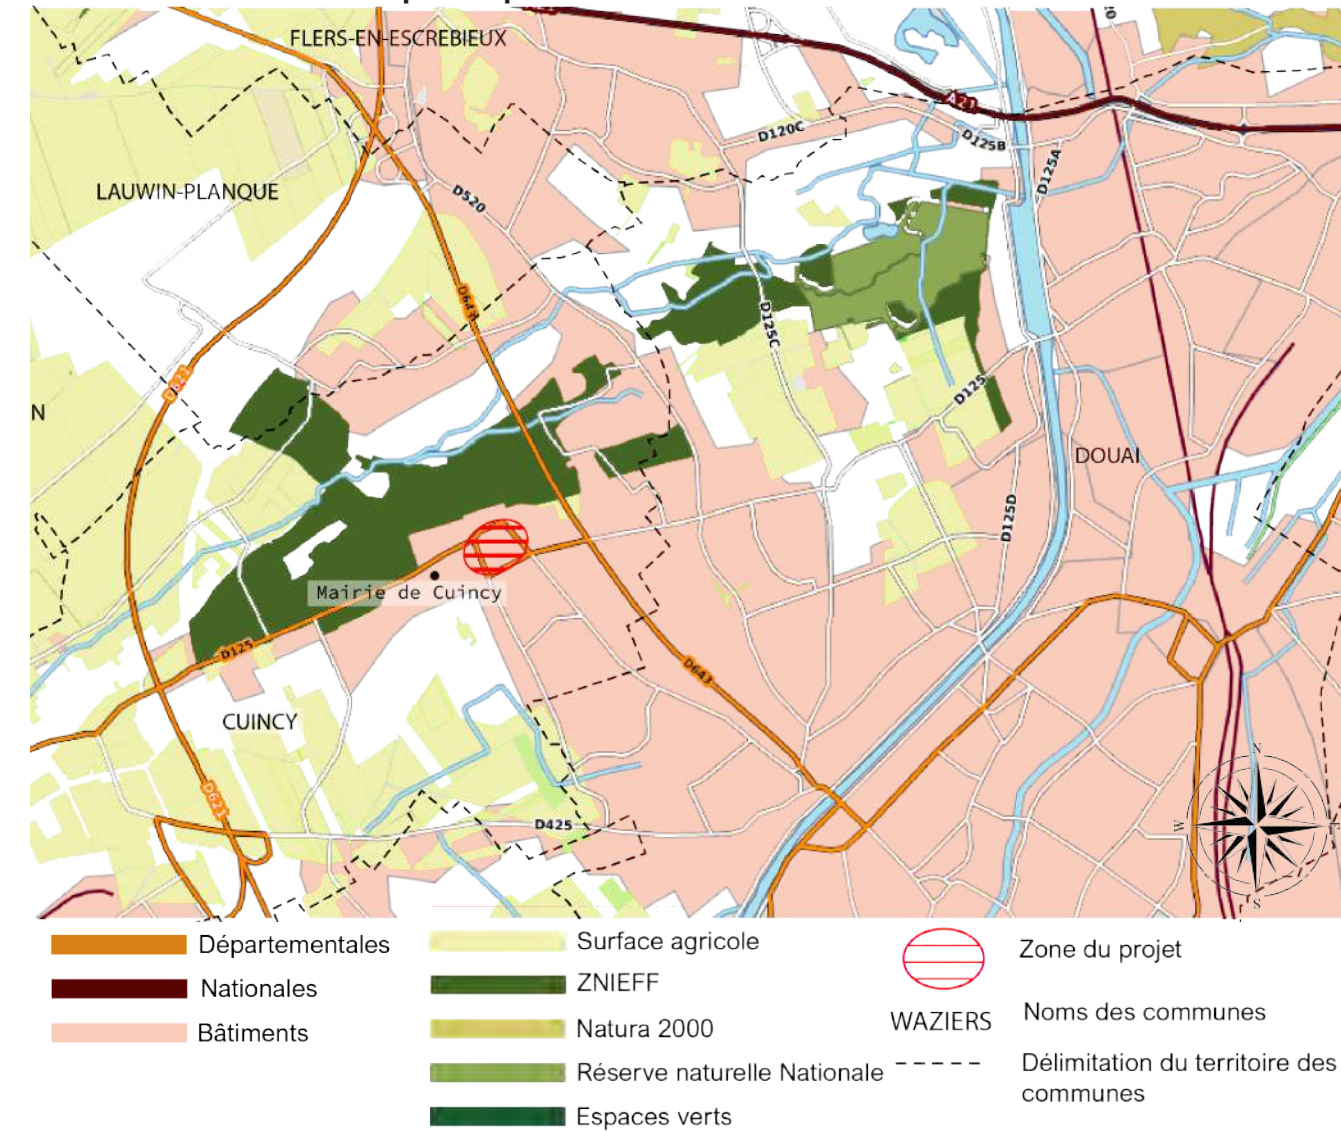 FLERS-EN-ESCREBIEUX
A21
D120C
D125B
D125A
LAUWIN-PLANQUE
D520
D643
D125C
D621
N
D125
DOUAI
D125D
Mairie de Cuincy
D125
D643
CUINCY
D621
D425
N
W
S
Départementales
Nationales
Bâtiments
Surface agricole
ZNIEFF
Natura 2000
Réserve naturelle Nationale
Espaces verts
Zone du projet
WAZIERS
Noms des communes
Délimitation du territoire des
communes